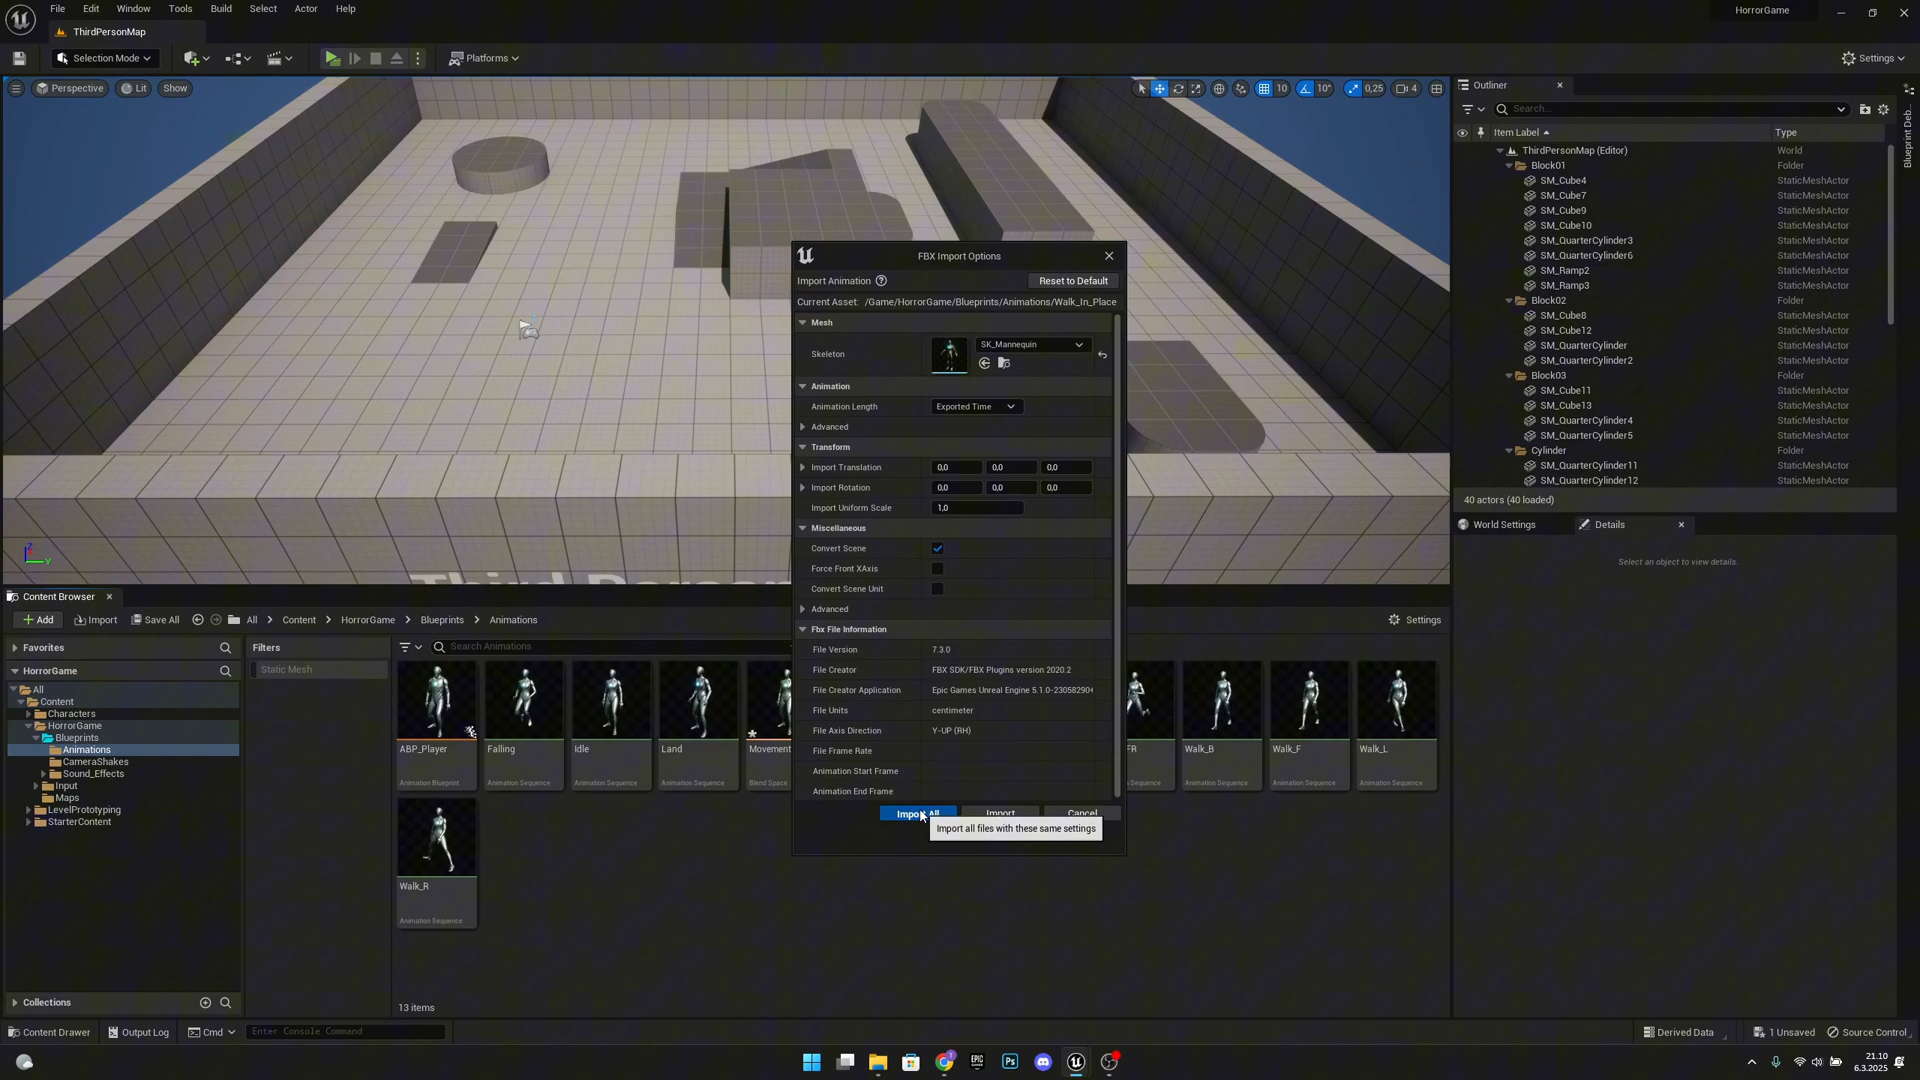 File Edit Window Tools Build Select Actor Help
HorrorGame
ThirdPersonMap
Selection Mode
Platforms
Settings
Perspective
Lit
Show
10
10°
0,25
4
Outliner
Search...
Item Label
Type
ThirdPersonMap (Editor) World
Block01 Folder
SM_Cube4 StaticMeshActor
SM_Cube7 StaticMeshActor
SM_Cube9 StaticMeshActor
SM_Cube10 StaticMeshActor
SM_QuarterCylinder3 StaticMeshActor
SM_QuarterCylinder6 StaticMeshActor
SM_Ramp2 StaticMeshActor
SM_Ramp3 StaticMeshActor
Block02 Folder
SM_Cube8 StaticMeshActor
SM_Cube12 StaticMeshActor
SM_QuarterCylinder StaticMeshActor
SM_QuarterCylinder2 StaticMeshActor
Block03 Folder
SM_Cube11 StaticMeshActor
SM_Cube13 StaticMeshActor
SM_QuarterCylinder4 StaticMeshActor
SM_QuarterCylinder5 StaticMeshActor
Cylinder Folder
SM_QuarterCylinder11 StaticMeshActor
SM_QuarterCylinder12 StaticMeshActor
40 actors (40 loaded)
Blueprint Deb...
World Settings
Details
Select an object to view details.
FBX Import Options
Import Animation
Reset to Default
Current Asset: /Game/HorrorGame/Blueprints/Animations/Walk_In_Place
Mesh
Skeleton
SK_Mannequin
Animation
Animation Length Exported Time
Advanced
Transform
Import Translation 0,0 0,0 0,0
Import Rotation 0,0 0,0 0,0
Import Uniform Scale 1,0
Miscellaneous
Convert Scene
Force Front XAxis
Convert Scene Unit
Advanced
Fbx File Information
File Version 7.3.0
File Creator FBX SDK/FBX Plugins version 2020.2
File Creator Application Epic Games Unreal Engine 5.1.0-23058290
File Units centimeter
File Axis Direction Y-UP (RH)
File Frame Rate
Animation Start Frame
Animation End Frame
Import All
Import
Cancel
Import all files with these same settings
Z
Y
Third Person
Content Browser
Add
Import
Save All
All
Content
HorrorGame
Blueprints
Animations
Settings
Favorites
HorrorGame
All
Content
Characters
HorrorGame
Blueprints
Animations
CameraShakes
Sound_Effects
Input
Maps
LevelPrototyping
StarterContent
Collections
Filters
Static Mesh
Search Animations
ABP_Player
Animation Blueprint
Falling
Animation Sequence
Idle
Animation Sequence
Land
Animation Sequence
Movement
Blend Space
FR
Sequence
Walk_B
Animation Sequence
Walk_F
Animation Sequence
Walk_L
Animation Sequence
Walk_R
Animation Sequence
13 items
Content Drawer
Output Log
Cmd
Enter Console Command
Derived Data
1 Unsaved
Source Control
EPIC
Ps
21.10
6.3.2025